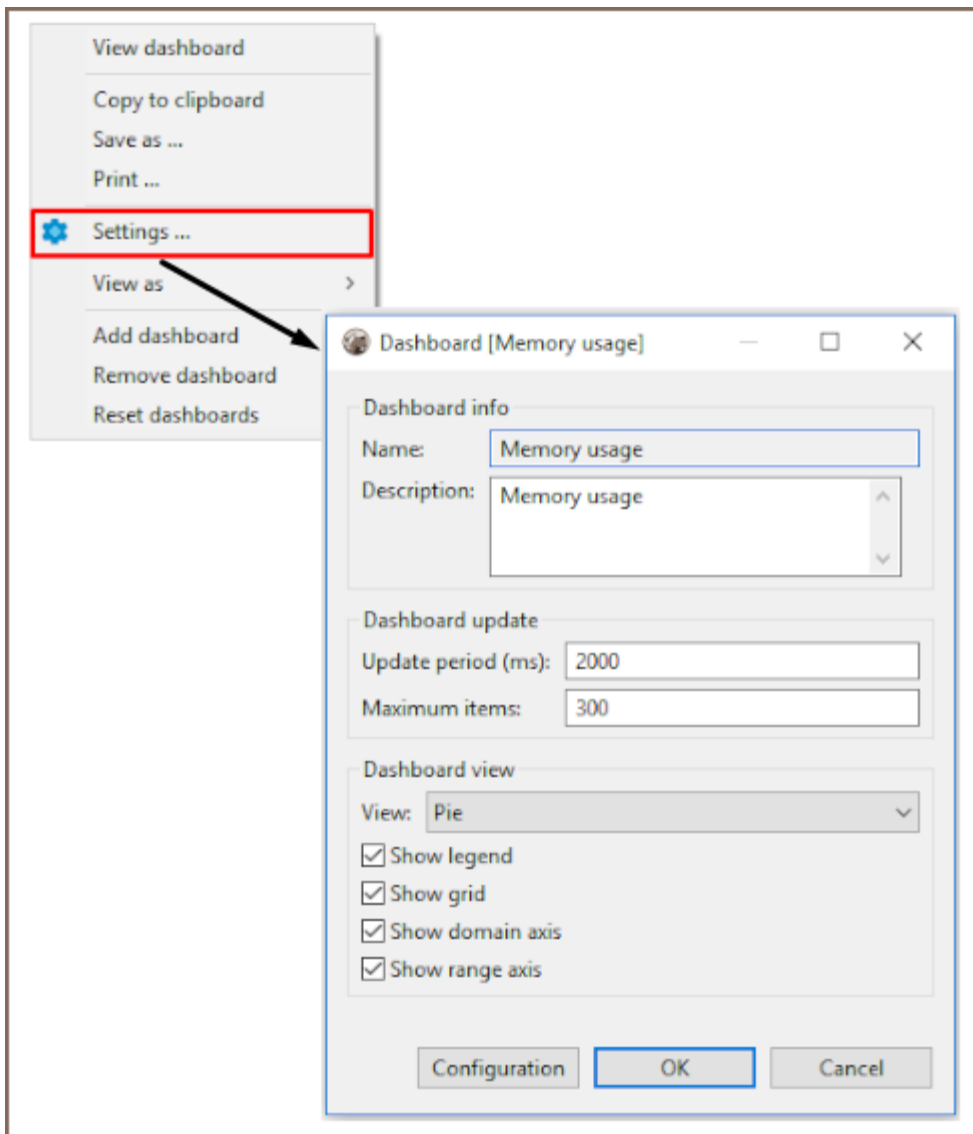 View dashboard
Copy to clipboard
Save as ...
Print ...
Settings ...
View as
Add dashboard
Remove dashboard
Reset dashboards
Dashboard [Memory usage]
Dashboard info
Name: Memory usage
Description: Memory usage
Dashboard update
Update period (ms): 2000
Maximum items: 300
Dashboard view
View: Pie
Show legend
Show grid
Show domain axis
Show range axis
Configuration OK Cancel